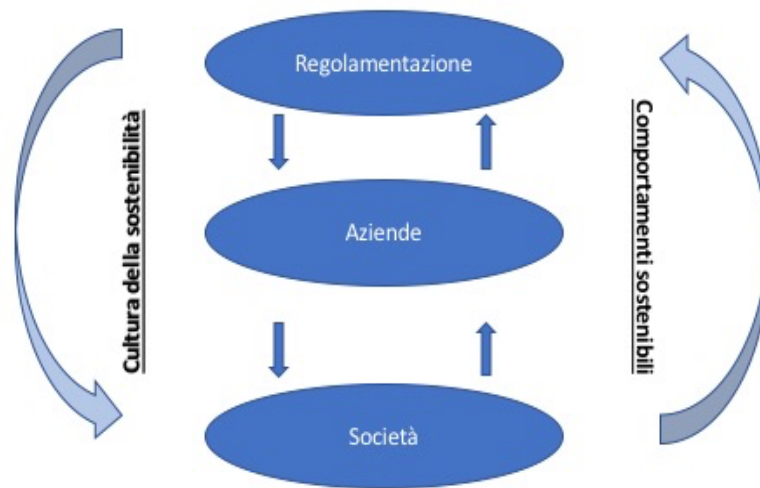 Regolamentazione
Cultura della sostenibilità
Comportamenti sostenibili
Aziende
Società